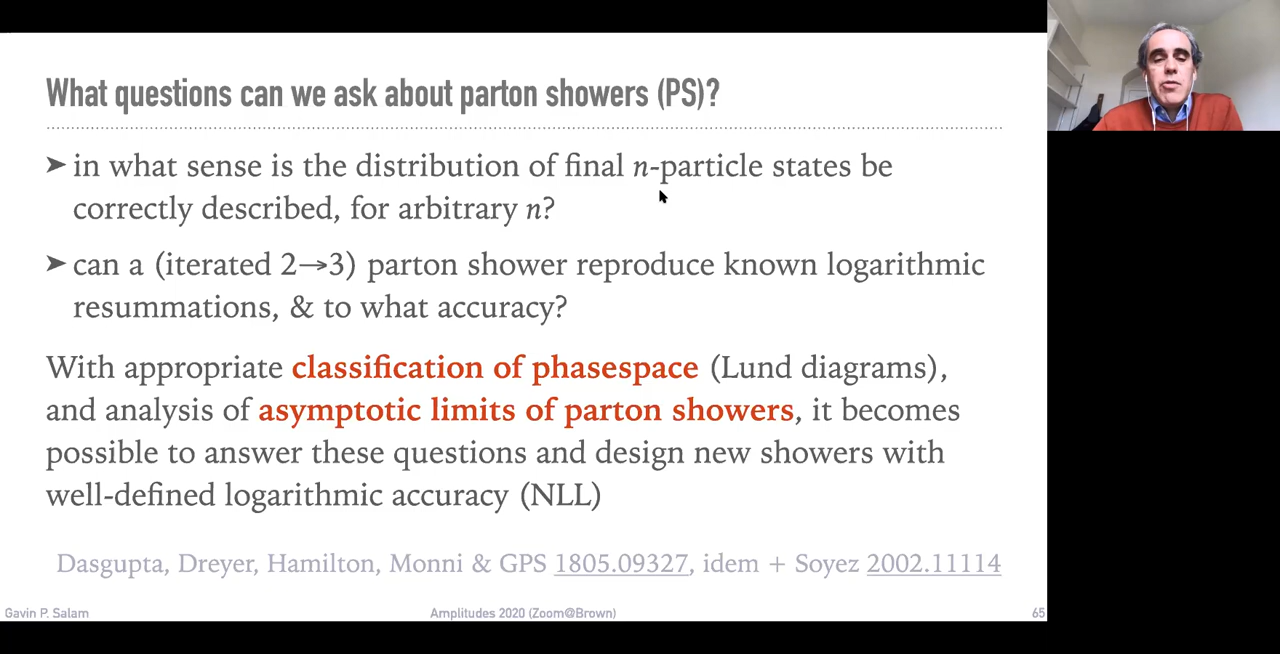 What questions can we ask about parton showers (PS)?
➤ in what sense is the distribution of final n-particle states be
correctly described, for arbitrary n?
➤ can a (iterated 2→3) parton shower reproduce known logarithmic
resummations, & to what accuracy?
With appropriate classification of phasespace (Lund diagrams),
and analysis of asymptotic limits of parton showers, it becomes
possible to answer these questions and design new showers with
well-defined logarithmic accuracy (NLL)
Dasgupta, Dreyer, Hamilton, Monni & GPS 1805.09327, idem + Soyez 2002.11114
Gavin P. Salam Amplitudes 2020 (Zoom@Brown) 65